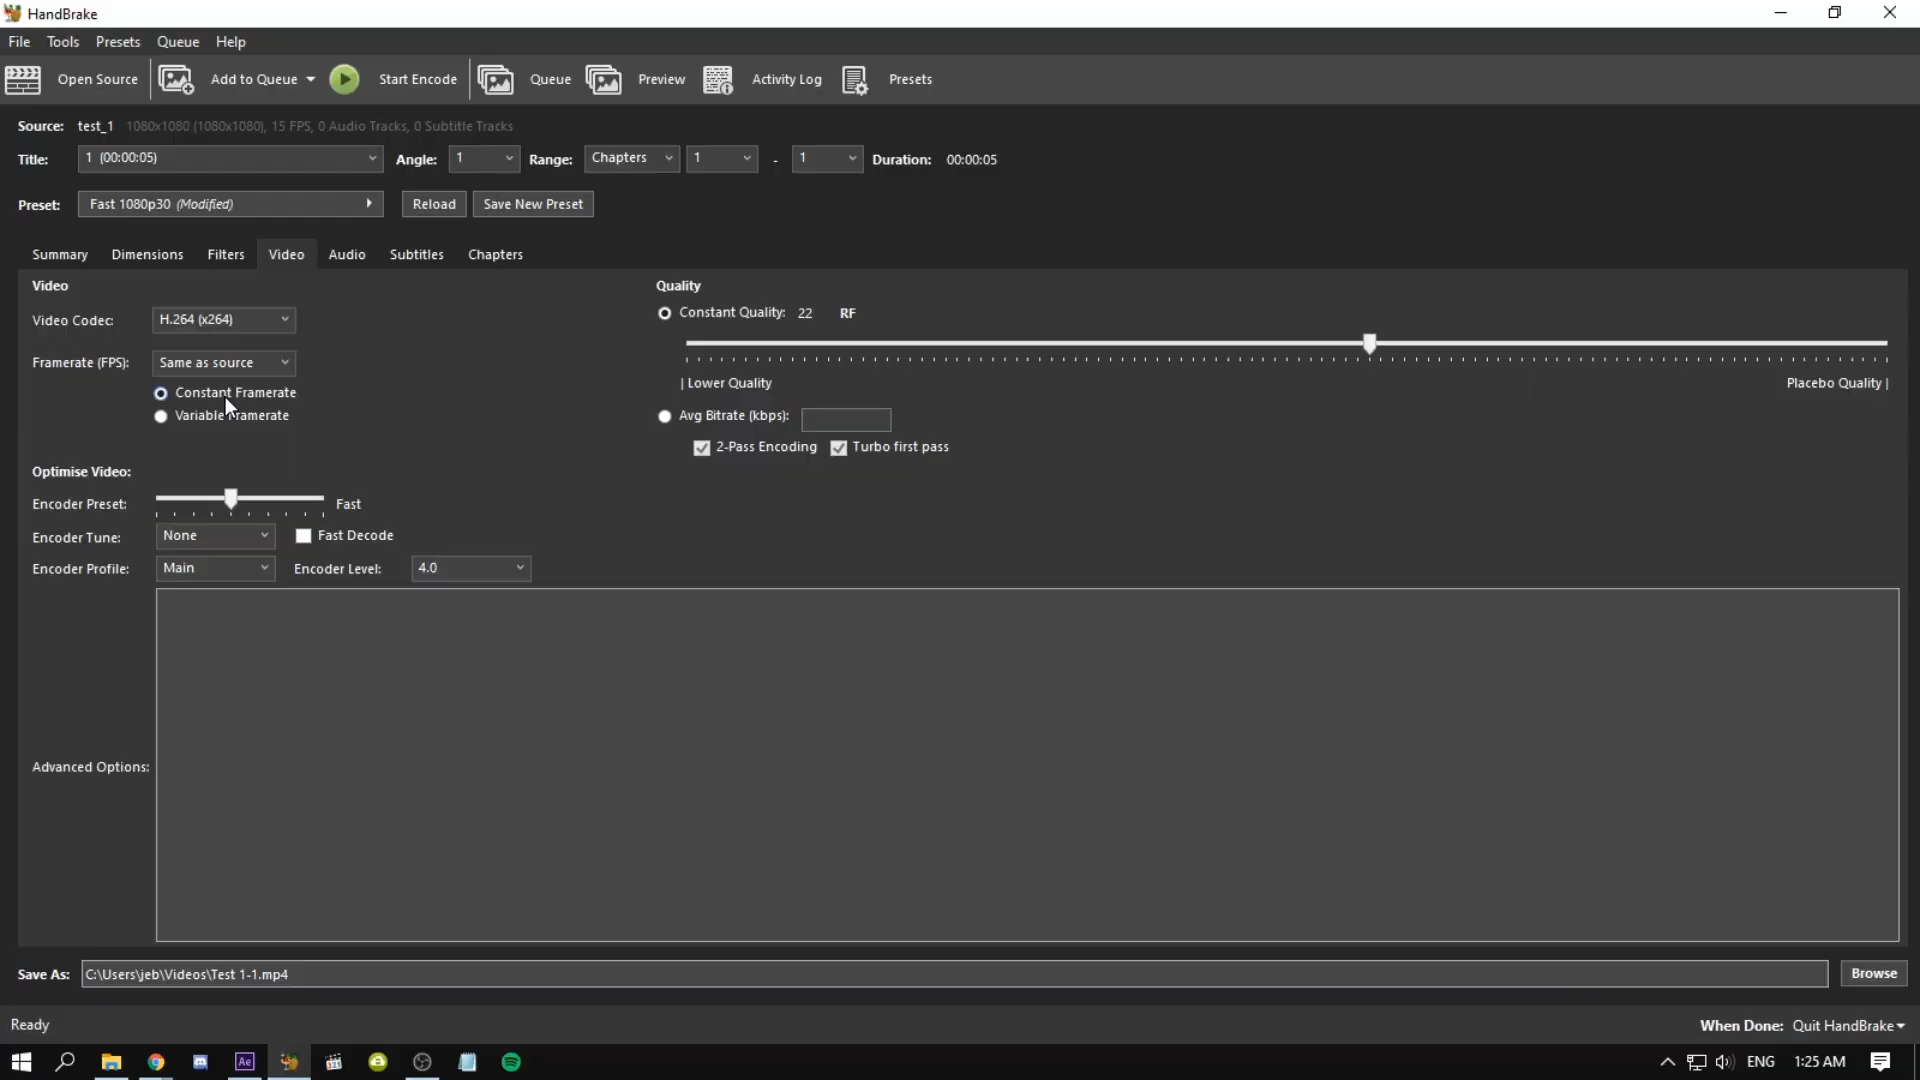 HandBrake
File Tools Presets Queue Help
Open Source Add to Queue Start Encode Queue Preview Activity Log Presets
Source: test_1 1080x1080 (1080x1080), 15 FPS, 0 Audio Tracks, 0 Subtitle Tracks
Title: 1 (00:00:05) Angle: 1 Range: Chapters 1 - 1 Duration: 00:00:05
Preset: Fast 1080p30 (Modified) Reload Save New Preset
Summary Dimensions Filters Video Audio Subtitles Chapters
Video
Video Codec: H.264 (x264)
Framerate (FPS): Same as source
Constant Framerate
Variable Framerate
Quality
Constant Quality: 22 RF
| Lower Quality Placebo Quality |
Avg Bitrate (kbps):
2-Pass Encoding Turbo first pass
Optimise Video:
Encoder Preset: Fast
Encoder Tune: None Fast Decode
Encoder Profile: Main Encoder Level: 4.0
Advanced Options:
Save As: C:\Users\jeb\Videos\Test 1-1.mp4 Browse
Ready When Done: Quit HandBrake
Ae 321 ENG 1:25 AM